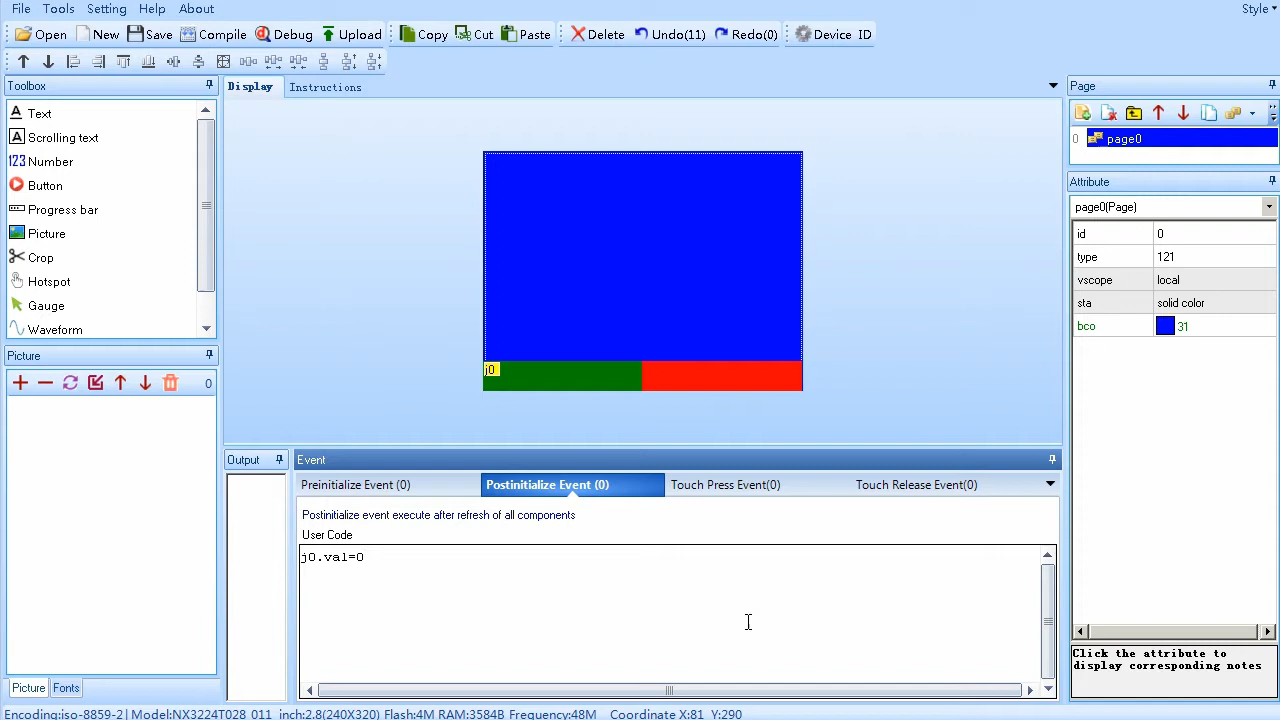 File Tools Setting Help About Style
Open New Save Compile Debug Upload Copy Cut Paste Delete Undo(11) Redo(0) Device ID
Toolbox
Text
Scrolling text
123 Number
Button
Progress bar
Picture
Crop
Hotspot
Gauge
Waveform
Picture
0
Picture Fonts
Display Instructions
j0
Output
Event
Preinitialize Event (0) Postinitialize Event (0) Touch Press Event(0) Touch Release Event(0)
Postinitialize event execute after refresh of all components
User Code
j0.val=0
Page
0 page0
Attribute
page0(Page)
id 0
type 121
vscope local
sta solid color
bco 31
Click the attribute to
display corresponding notes
Encoding:iso-8859-2 Model:NX3224T028_011 inch:2.8(240X320) Flash:4M RAM:3584B Frequency:48M Coordinate X:81 Y:290